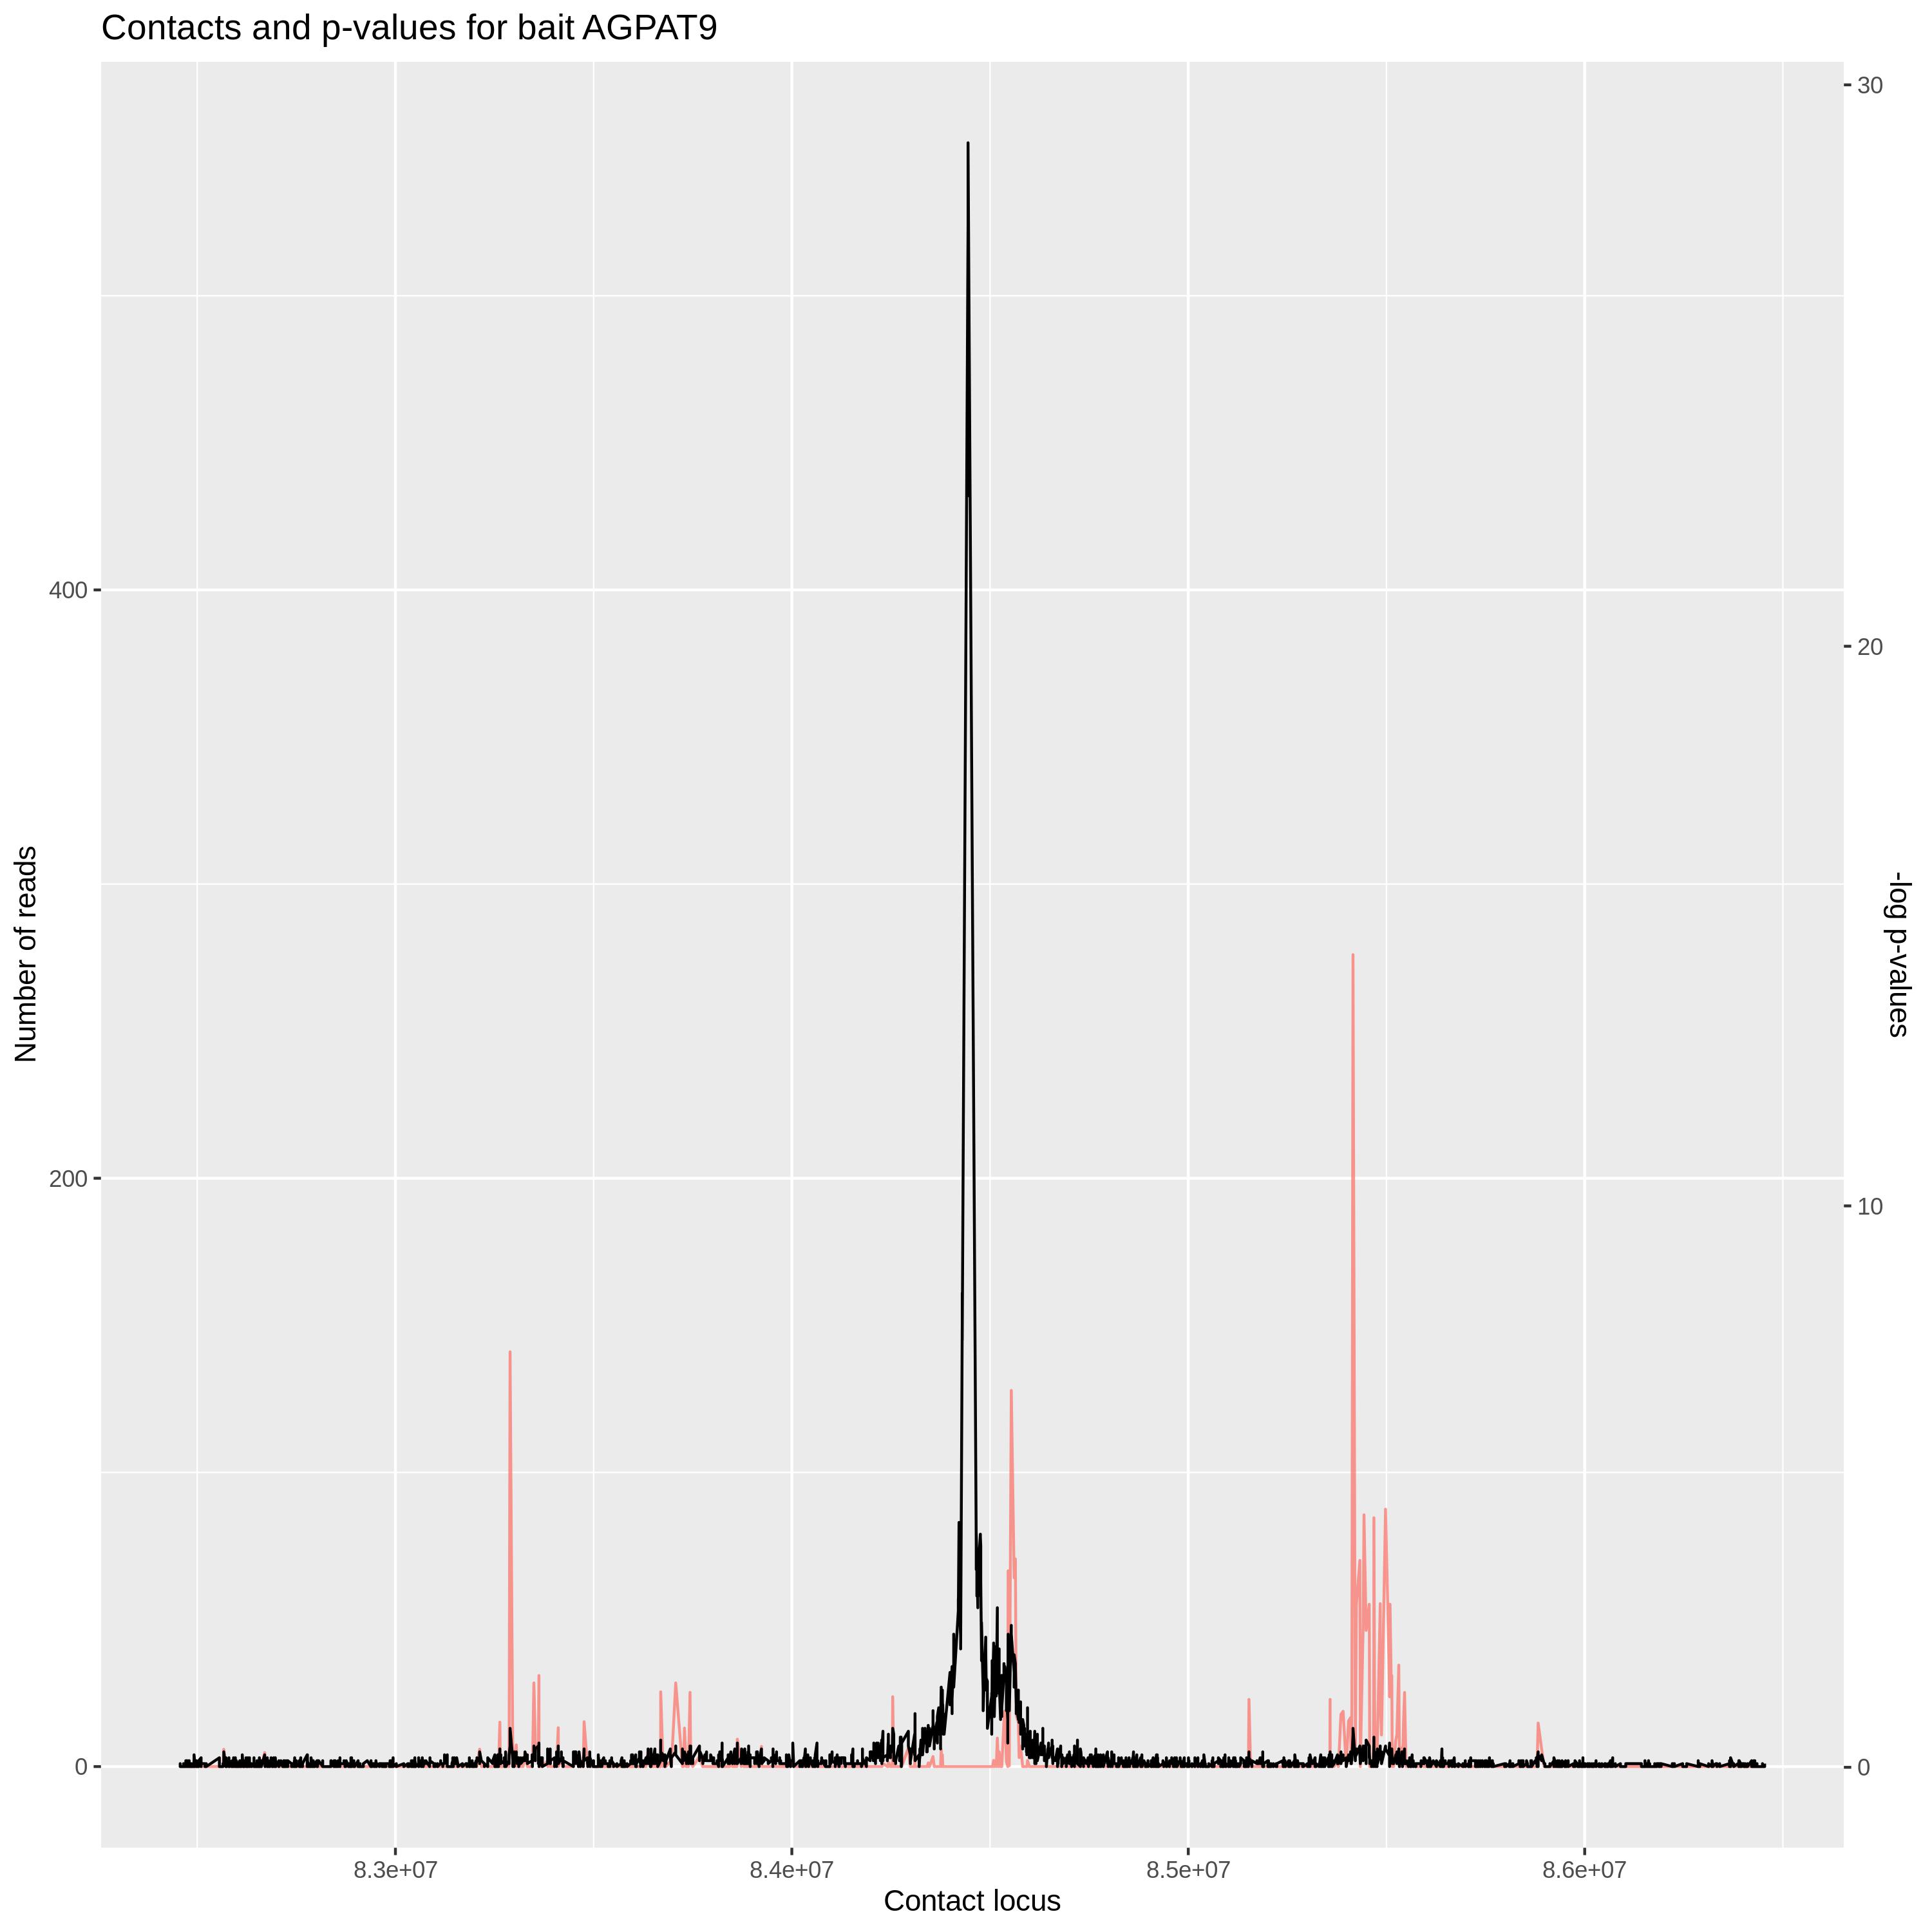 Contacts and p-values for bait AGPAT9
30
400
20
Number of reads
-log p-values
200
10
0
0
8.3e+07
8.4e+07
8.5e+07
8.6e+07
Contact locus